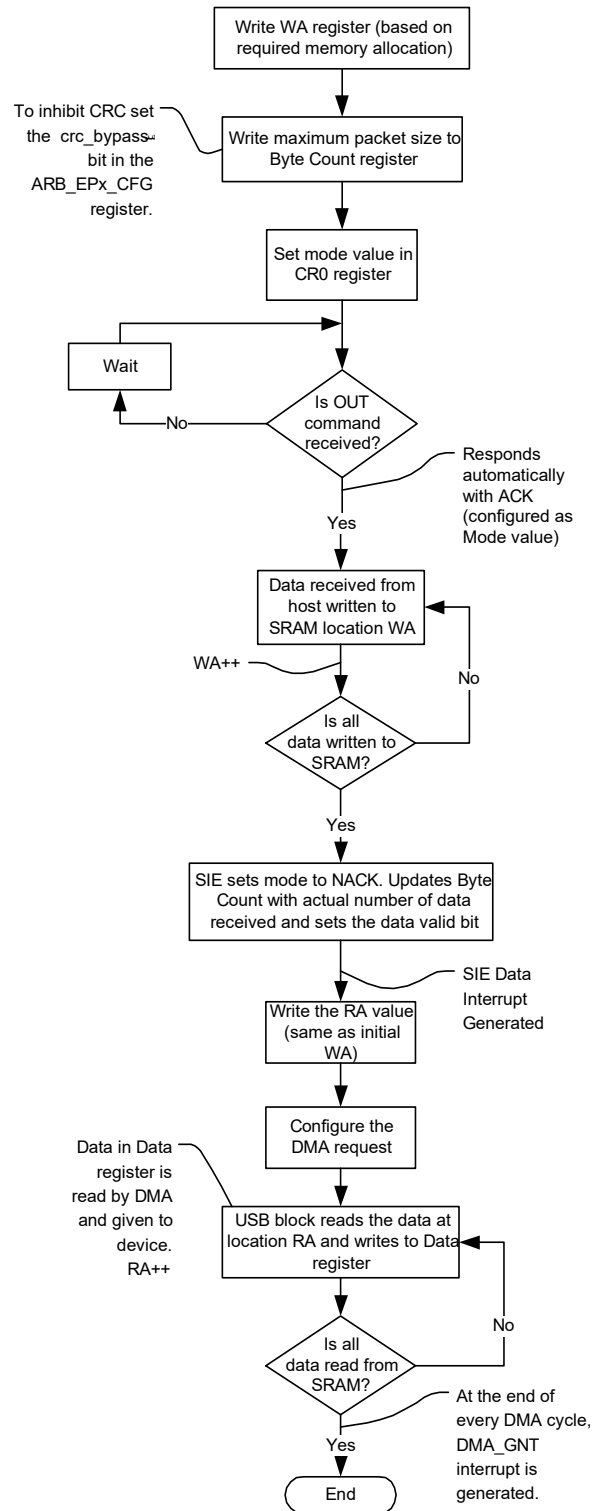 Write WA register (based on
required memory allocation)
To inhibit CRC set
the crc_bypass
bit in the
ARB_EPx_CFG
register.
Write maximum packet size to
Byte Count register
Set mode value in
CR0 register
Wait
Is OUT
command
received?
No
Responds
automatically
with ACK
(configured as
Mode value)
Yes
Data received from
host written to
SRAM location WA
WA++
No
Is all
data written to
SRAM?
Yes
SIE sets mode to NACK. Updates Byte
Count with actual number of data
received and sets the data valid bit
SIE Data
Interrupt
Generated
Write the RA value
(same as initial
WA)
Configure the
DMA request
Data in Data
register is
read by DMA
and given to
device.
RA++
USB block reads the data at
location RA and writes to Data
register
No
Is all
data read from
SRAM?
At the end of
every DMA cycle,
DMA_GNT
interrupt is
generated.
Yes
End